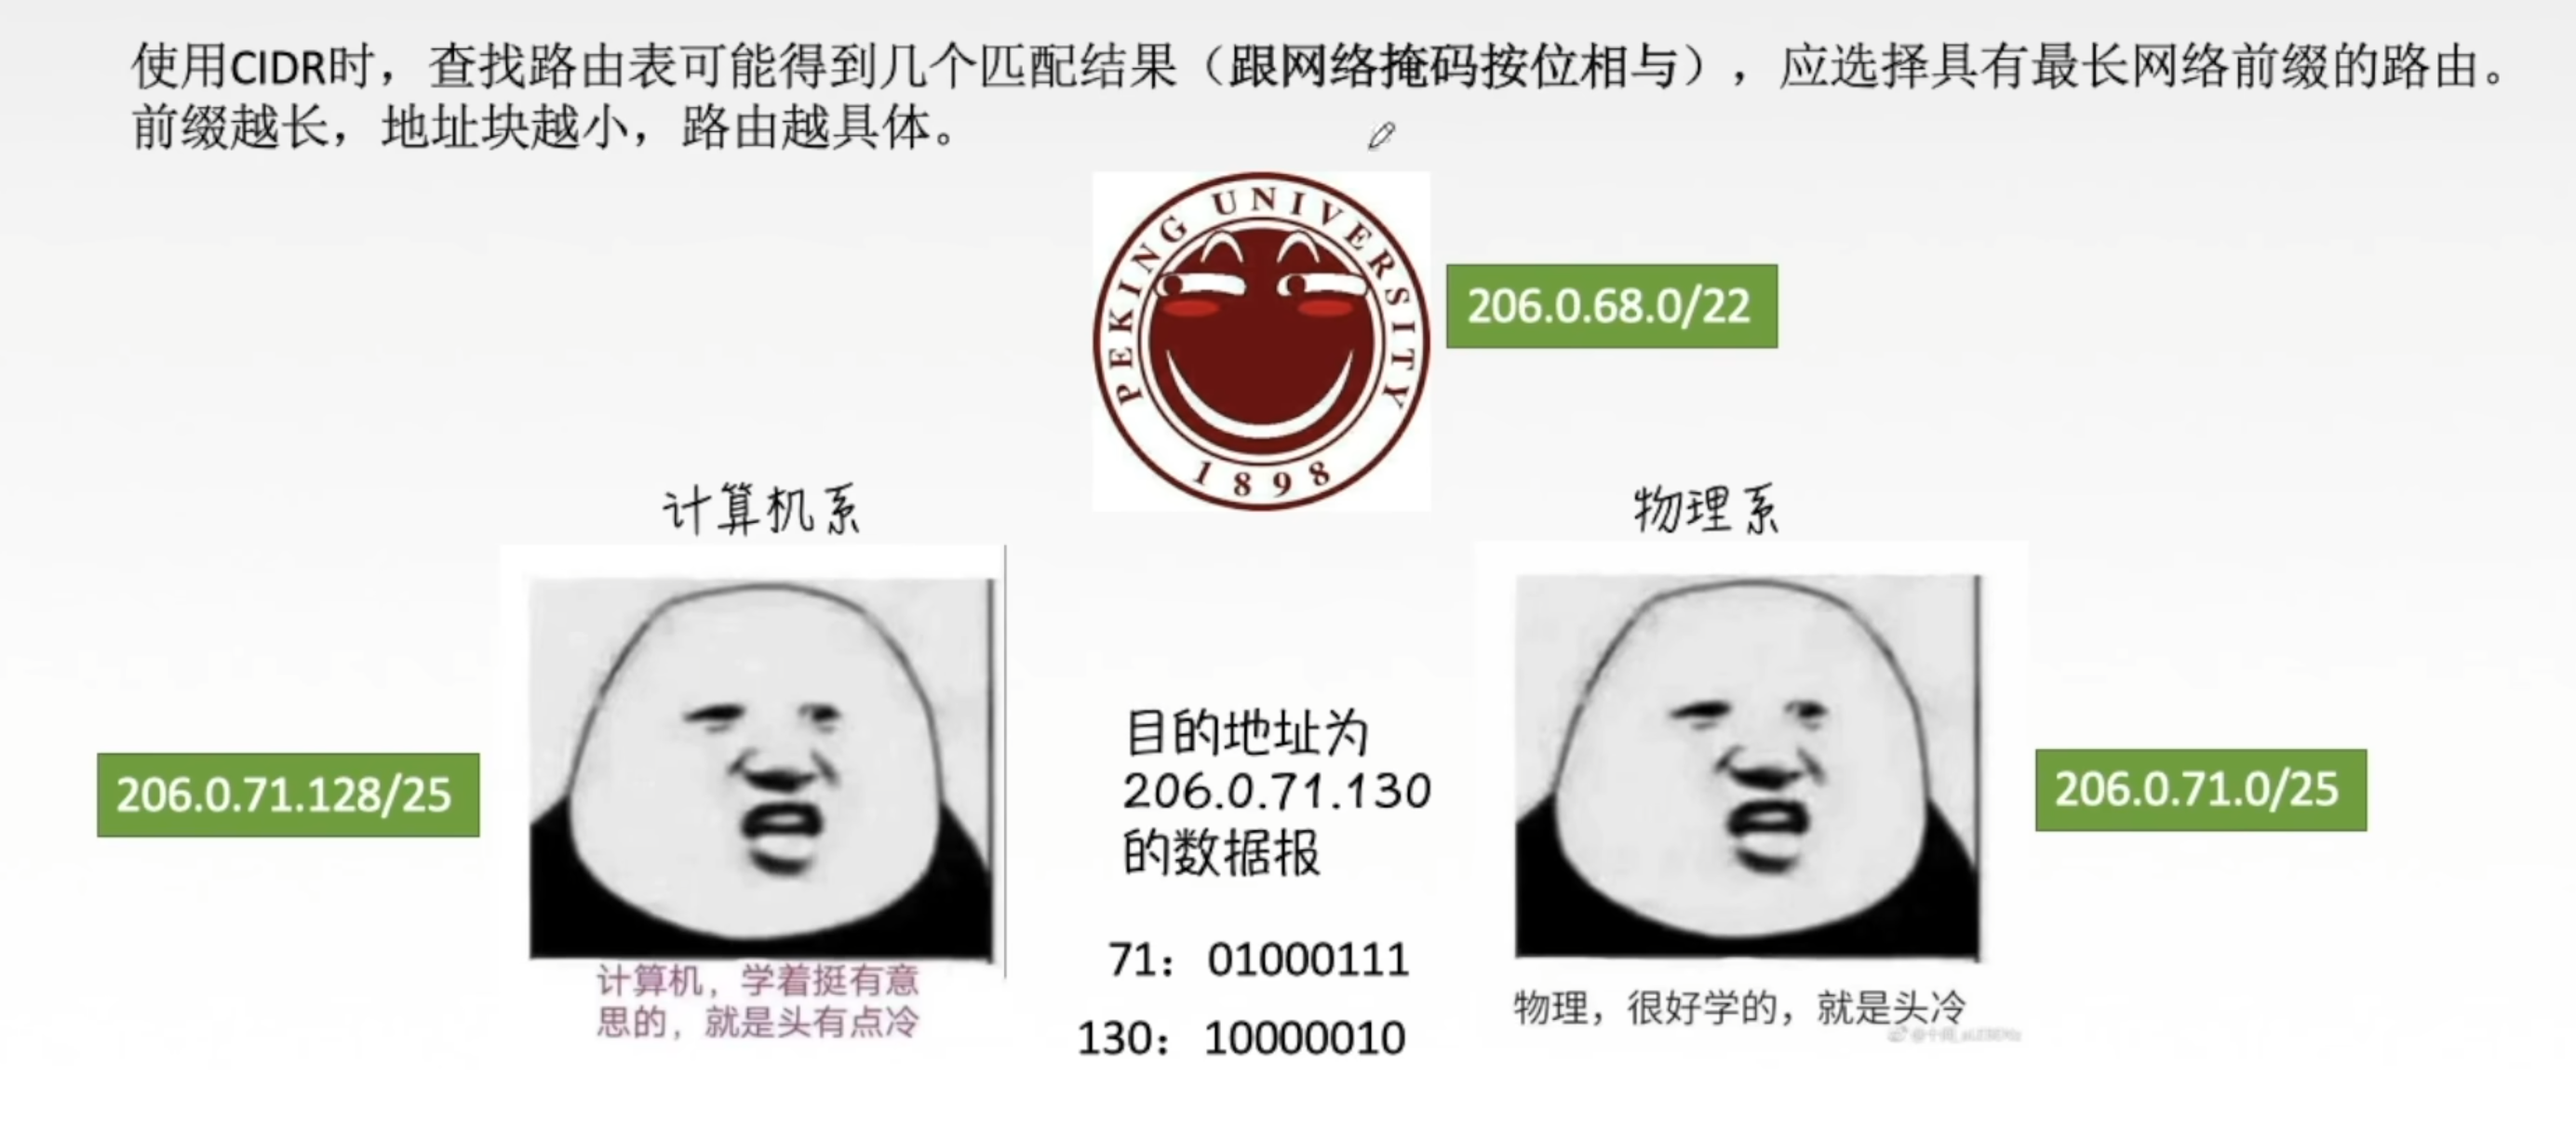 使用CIDR时，查找路由表可能得到几个匹配结果（跟网络掩码按位相与），应选择具有最长网络前缀的路由。
前缀越长，地址块越小，路由越具体。
PEKING UNIVERSITY
1898
206.0.68.0/22
计算机系
物理系
206.0.71.128/25
目的地址为
206.0.71.130
的数据报
206.0.71.0/25
71：01000111
130：10000010
计算机，学着挺有意
思的，就是头有点冷
物理，很好学的，就是头冷